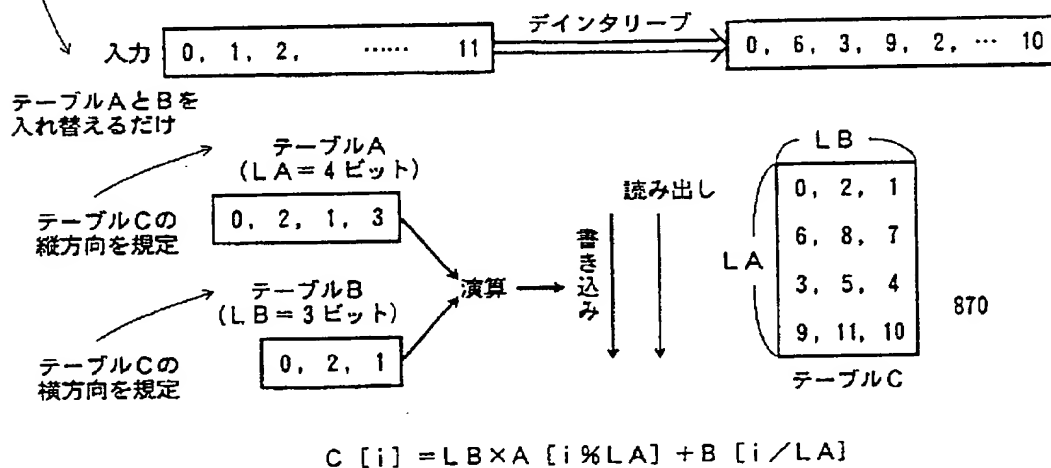 デインタリーブ
入力 0, 1, 2, …… 11
0, 6, 3, 9, 2, … 10
テーブルAとBを
入れ替えるだけ
テーブルA
(LA=4ビット)
0, 2, 1, 3
テーブルCの
縦方向を規定
テーブルB
(LB=3ビット)
0, 2, 1
テーブルCの
横方向を規定
演算
書き込み
読み出し
LB
LA
0, 2, 1
6, 8, 7
3, 5, 4
9, 11, 10
テーブルC
870
C [i] =LB×A [i%LA] +B [i/LA]